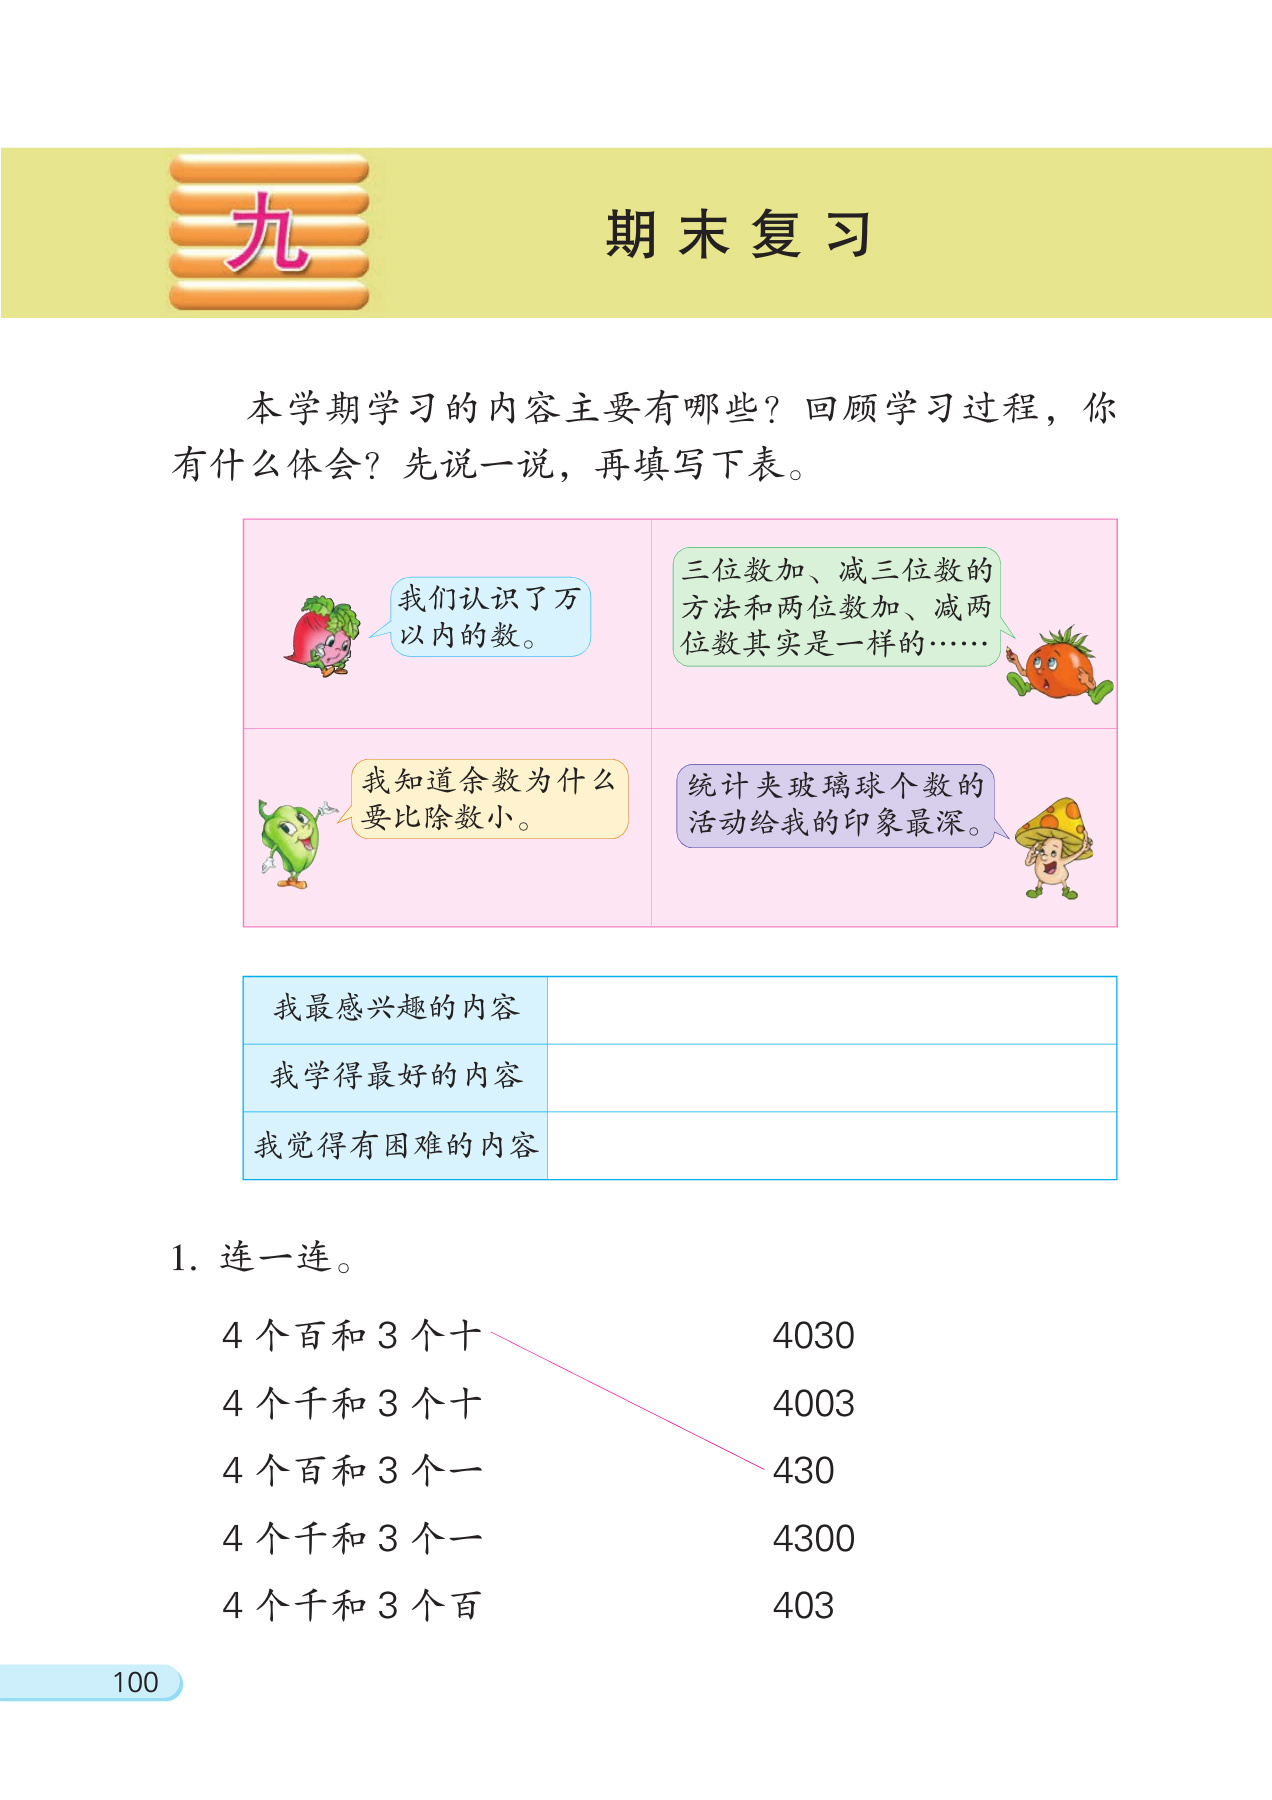 九
期末复习
本学期学习的内容主要有哪些？回顾学习过程，你
有什么体会？先说一说，再填写下表。
我们认识了万
以内的数。
三位数加、减三位数的
方法和两位数加、减两
位数其实是一样的……
我知道余数为什么
要比除数小。
统计夹玻璃球个数的
活动给我的印象最深。
我最感兴趣的内容
我学得最好的内容
我觉得有困难的内容
1. 连一连。
4 个百和 3 个十 4030
4 个千和 3 个十 4003
4 个百和 3 个一 430
4 个千和 3 个一 4300
4 个千和 3 个百 403
100